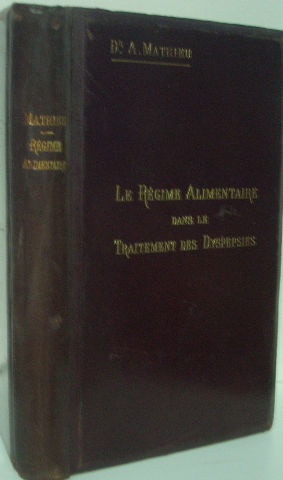 Dr A. Mathieu
Le Régime Alimentaire
dans le
Traitement des Dyspepsies
Mathieu
Régime
Alimentaire